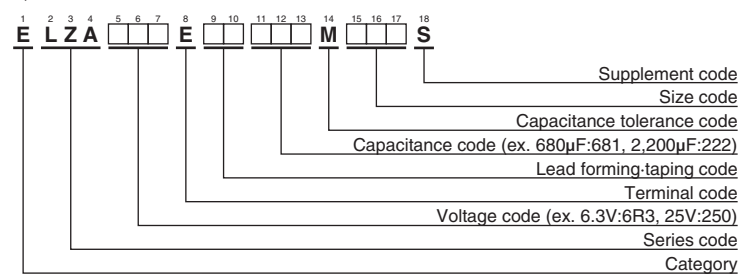 1 2 3 4 5 6 7 8 9 10 11 12 13 14 15 16 17 18
E LZA E M S
Supplement code
Size code
Capacitance tolerance code
Capacitance code (ex. 680μF:681, 2,200μF:222)
Lead forming·taping code
Terminal code
Voltage code (ex. 6.3V:6R3, 25V:250)
Series code
Category